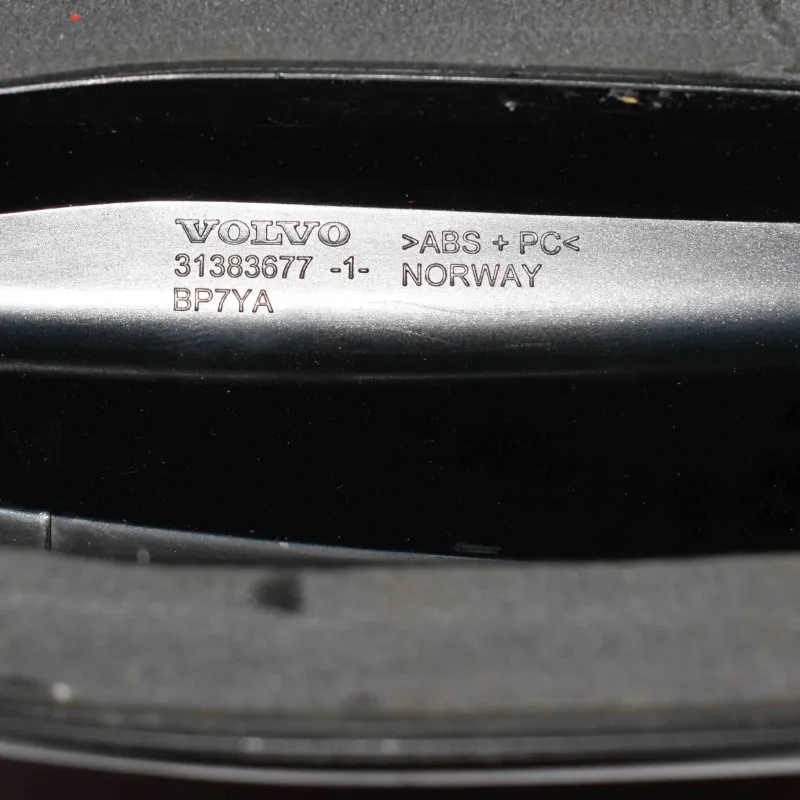 VOLVO
31383677 -1-
BP7YA
>ABS + PC<
NORWAY